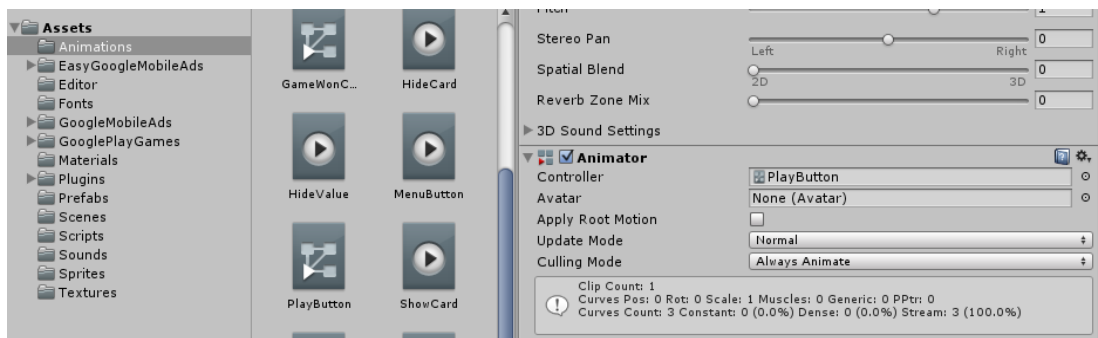 Assets
Animations
EasyGoogleMobileAds
Editor
Fonts
GoogleMobileAds
GooglePlayGames
Materials
Plugins
Prefabs
Scenes
Scripts
Sounds
Sprites
Textures
GameWonC... HideCard
HideValue MenuButton
PlayButton ShowCard
Pitch 1
Stereo Pan 0
Left Right
Spatial Blend 0
2D 3D
Reverb Zone Mix 0
3D Sound Settings
Animator
Controller PlayButton
Avatar None (Avatar)
Apply Root Motion
Update Mode Normal
Culling Mode Always Animate
Clip Count: 1
Curves Pos: 0 Rot: 0 Scale: 1 Muscles: 0 Generic: 0 PPtr: 0
Curves Count: 3 Constant: 0 (0.0%) Dense: 0 (0.0%) Stream: 3 (100.0%)